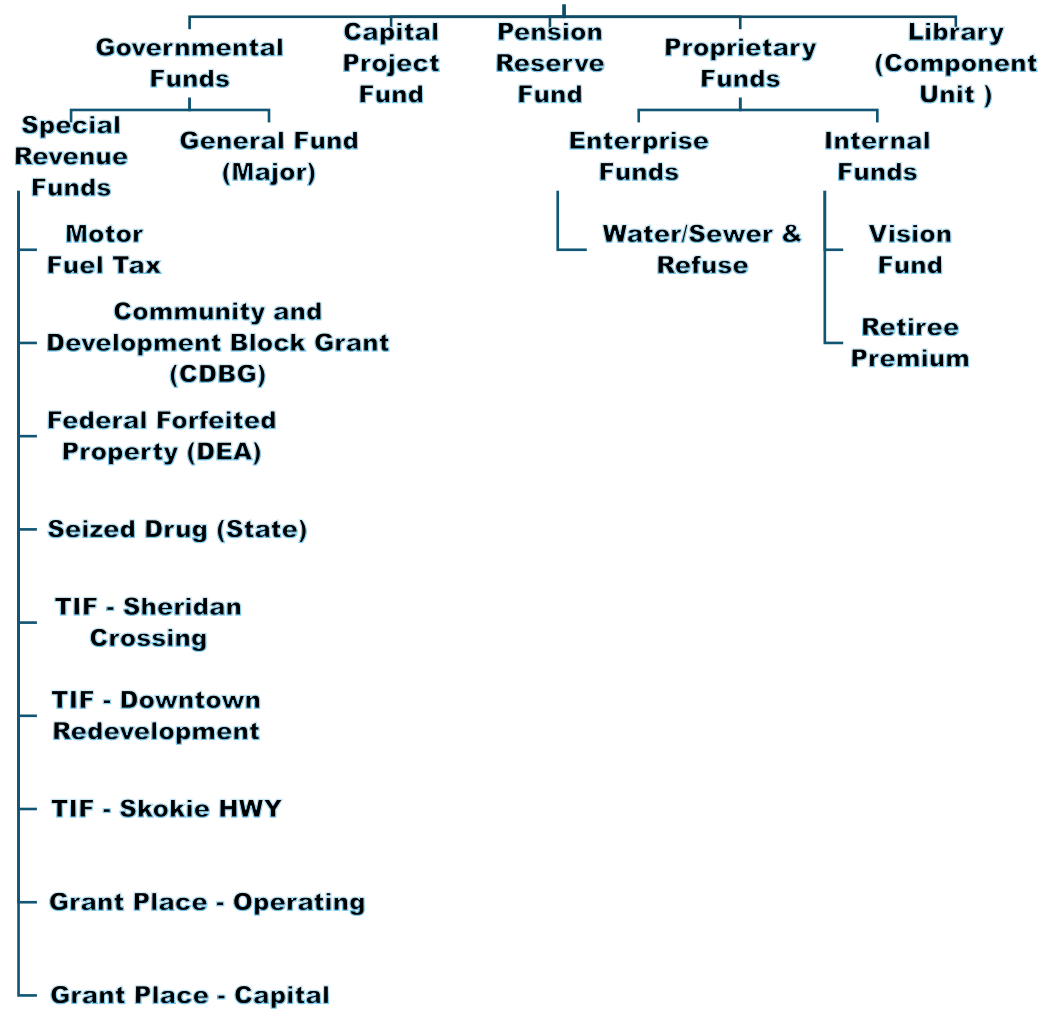 Governmental
Funds
Capital
Project
Fund
Pension
Reserve
Fund
Proprietary
Funds
Library
(Component
Unit )
Special
Revenue
Funds
General Fund
(Major)
Enterprise
Funds
Internal
Funds
Motor
Fuel Tax
Community and
Development Block Grant
(CDBG)
Federal Forfeited
Property (DEA)
Seized Drug (State)
TIF - Sheridan
Crossing
TIF - Downtown
Redevelopment
TIF - Skokie HWY
Grant Place - Operating
Grant Place - Capital
Water/Sewer &
Refuse
Vision
Fund
Retiree
Premium